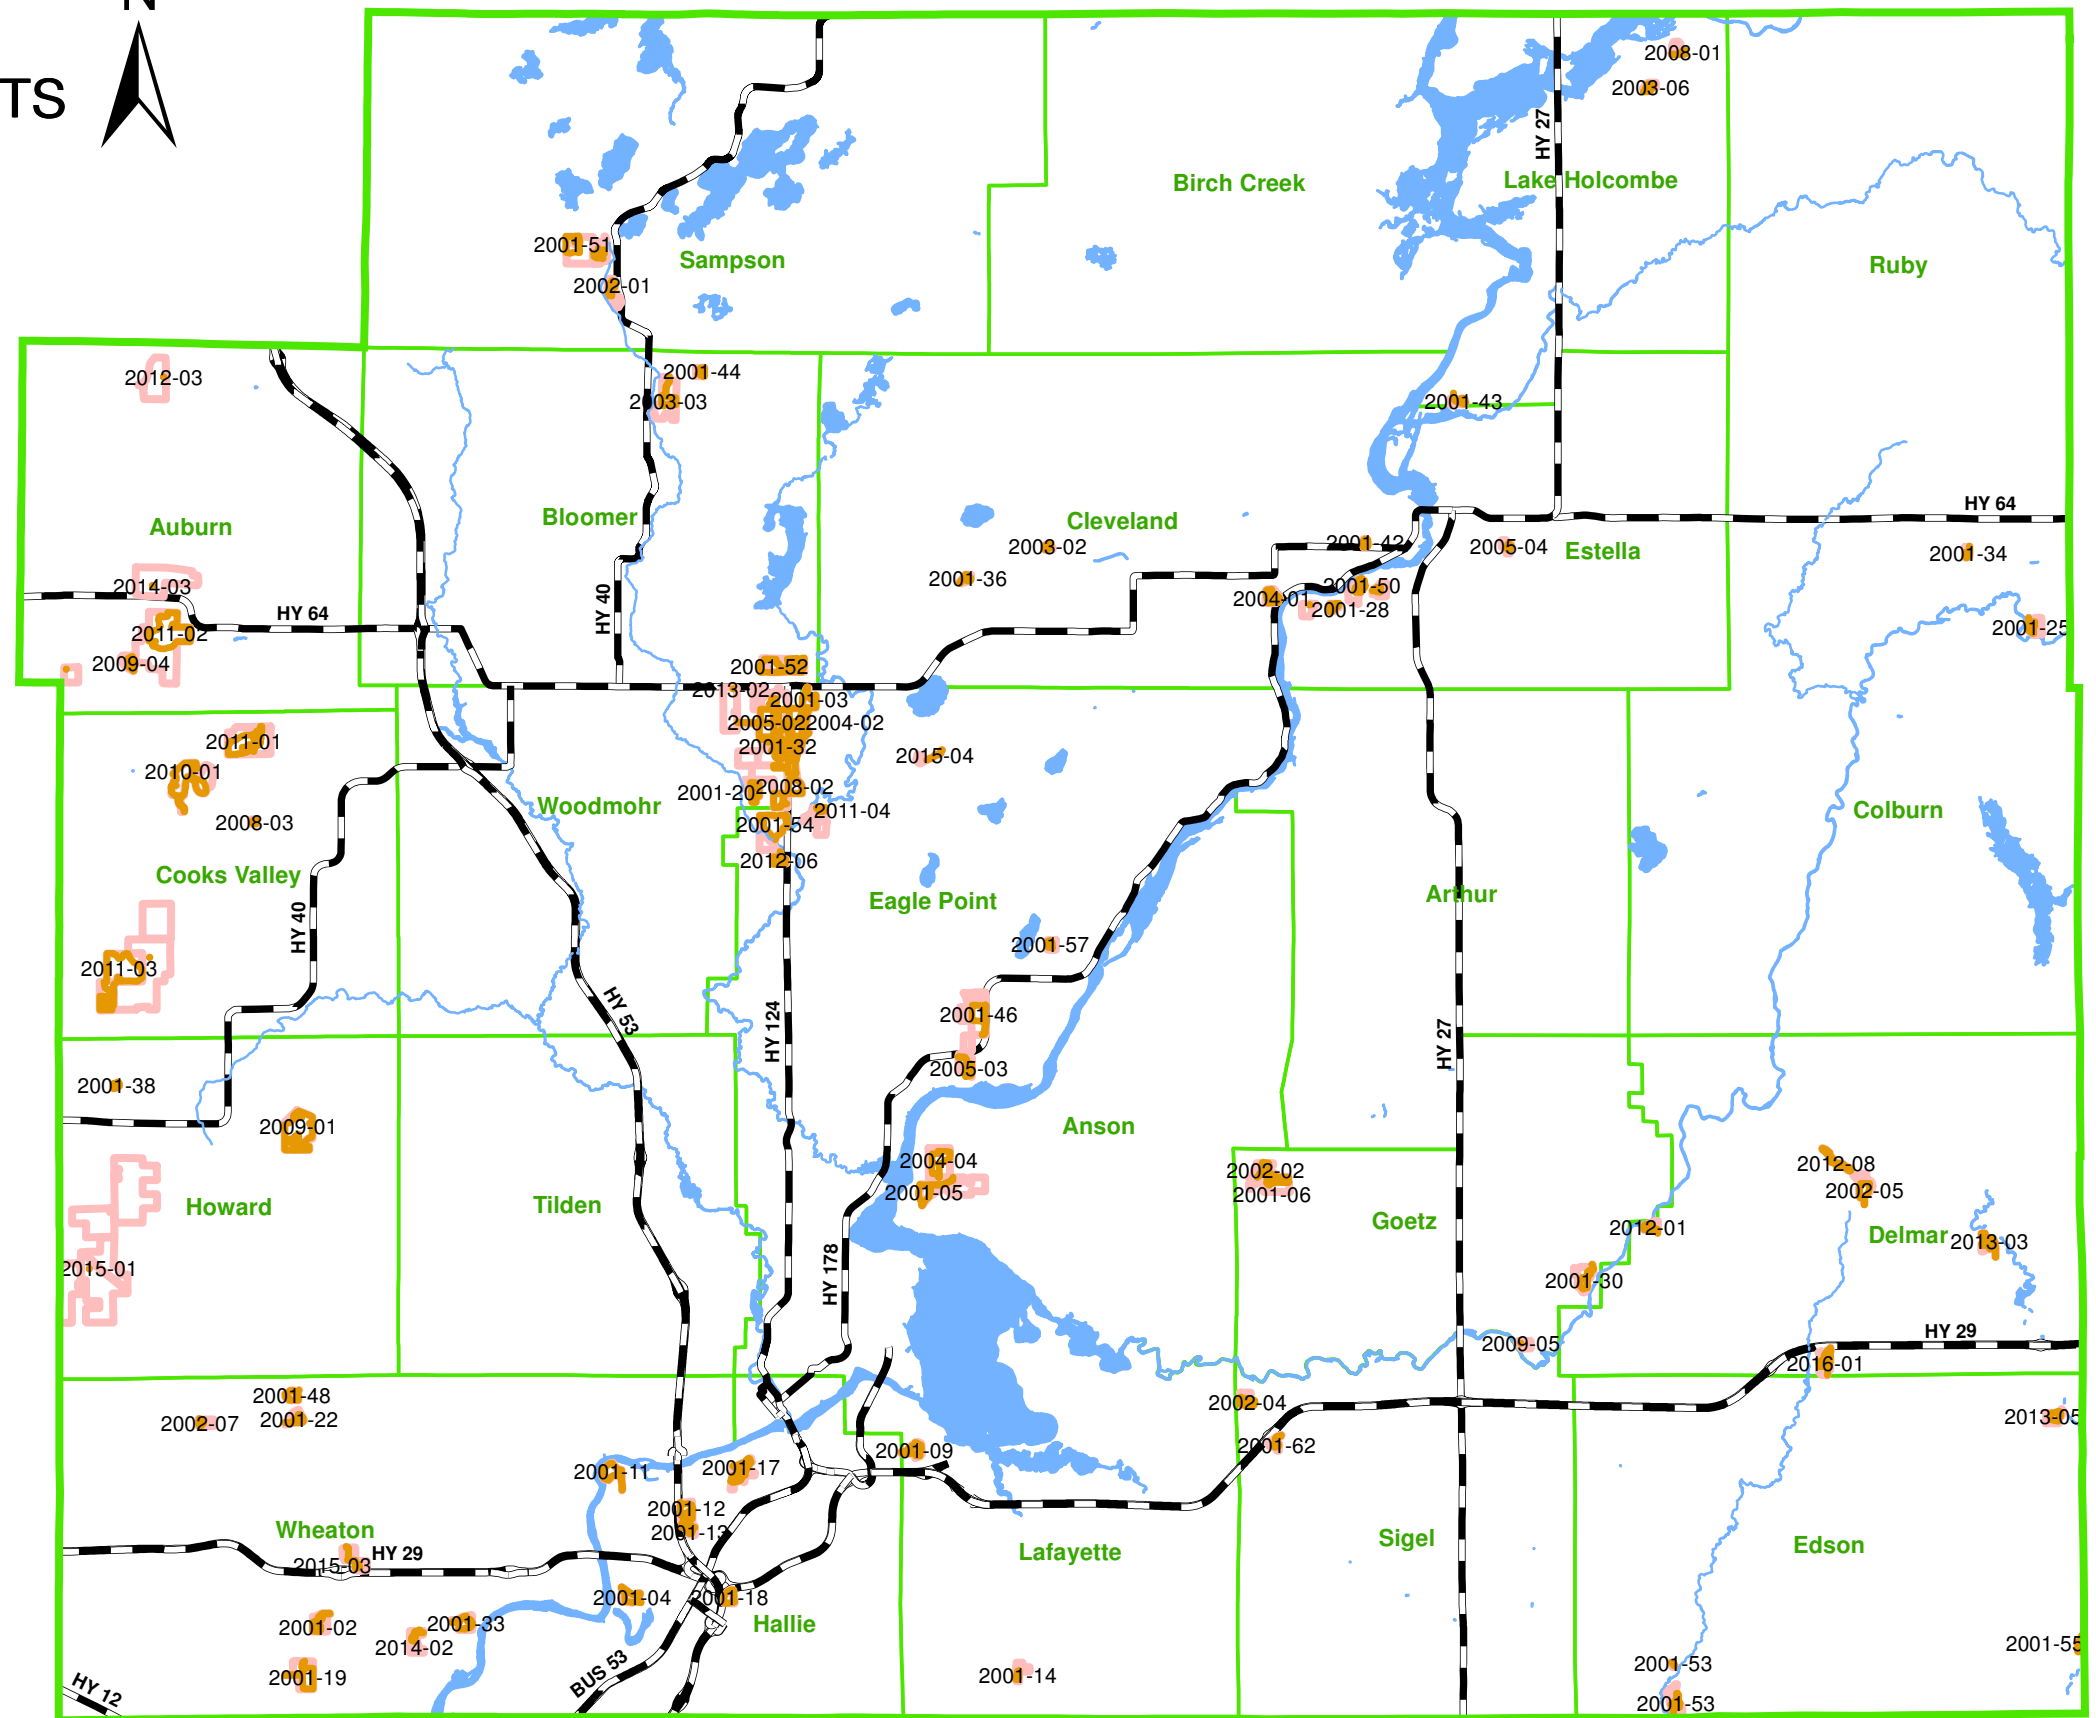 N
TS
2008-01
2003-06
HY 27
Birch Creek
Lake Holcombe
2001-51
Sampson
Ruby
2002-01
2012-03
2001-44
2003-03
2001-43
HY 64
Auburn
Bloomer
Cleveland
2003-02
2001-42
2005-04
Estella
2001-34
2001-36
2014-03
HY 64
HY 40
2001-50
2004-01
2001-28
2011-02
2001-25
2009-04
2001-52
2013-02
2001-03
2005-02
2004-02
2011-01
2001-32
2015-04
2010-01
2001-20
2008-02
Woodmohr
2011-04
Colburn
2008-03
2001-54
2012-06
Cooks Valley
Eagle Point
Arthur
HY 40
2001-57
2011-03
HY 53
HY 124
2001-46
HY 27
2005-03
2001-38
2009-01
Anson
2004-04
2002-02
2012-08
2001-05
2001-06
2002-05
Howard
Tilden
Goetz
2012-01
Delmar
2013-03
2015-01
HY 178
2001-30
HY 29
2009-05
2016-01
2001-48
2002-07
2001-22
2002-04
2013-05
2001-62
2001-09
2001-11
2001-17
2001-12
2001-13
Wheaton
HY 29
2015-03
Lafayette
Sigel
Edson
2001-04
2001-18
Hallie
2001-02
2001-33
2014-02
2001-55
2001-19
BUS 53
2001-14
2001-53
HY 12
2001-53